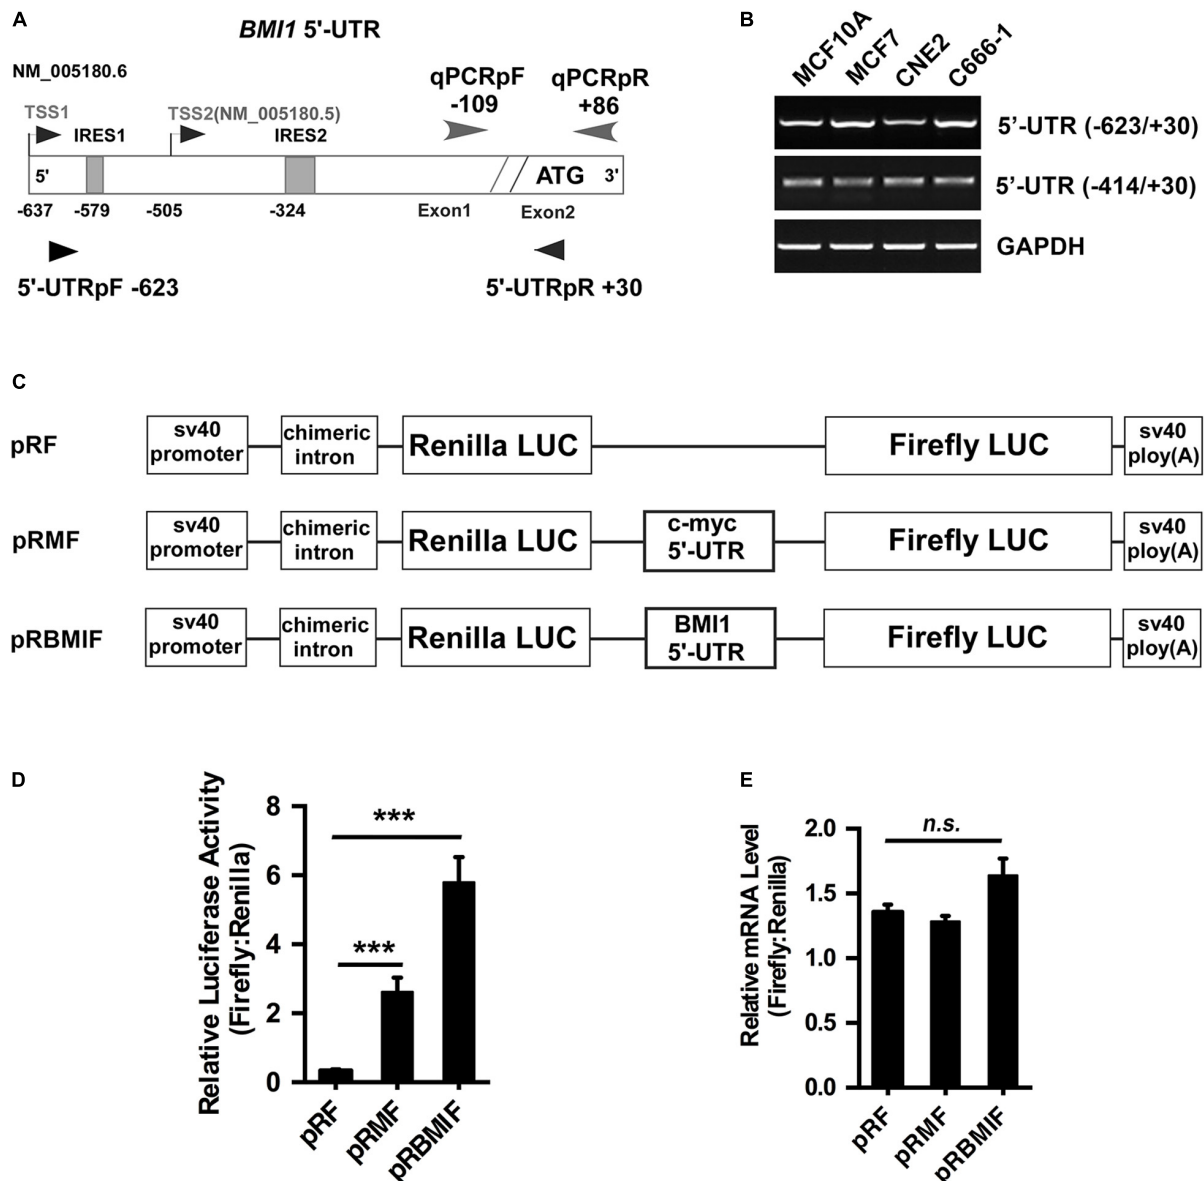 A
BMI1 5'-UTR
NM_005180.6
qPCRpF
-109
qPCRpR
+86
TSS1
IRES1
TSS2(NM_005180.5)
IRES2
5'
ATG
3'
-637
-579
-505
-324
Exon1
Exon2
5'-UTRpF -623
5'-UTRpR +30
B
MCF10A
MCF7
CNE2
C666-1
5'-UTR (-623/+30)
5'-UTR (-414/+30)
GAPDH
C
pRF
sv40
promoter
chimeric
intron
Renilla LUC
Firefly LUC
sv40
ploy(A)
pRMF
sv40
promoter
chimeric
intron
Renilla LUC
c-myc
5'-UTR
Firefly LUC
sv40
ploy(A)
pRBMIF
sv40
promoter
chimeric
intron
Renilla LUC
BMI1
5'-UTR
Firefly LUC
sv40
ploy(A)
D
Relative Luciferase Activity
(Firefly:Renilla)
8
6
4
2
0
***
***
pRF
pRMF
pRBMIF
E
Relative mRNA Level
(Firefly:Renilla)
2.0
1.5
1.0
0.5
0.0
n.s.
pRF
pRMF
pRBMIF